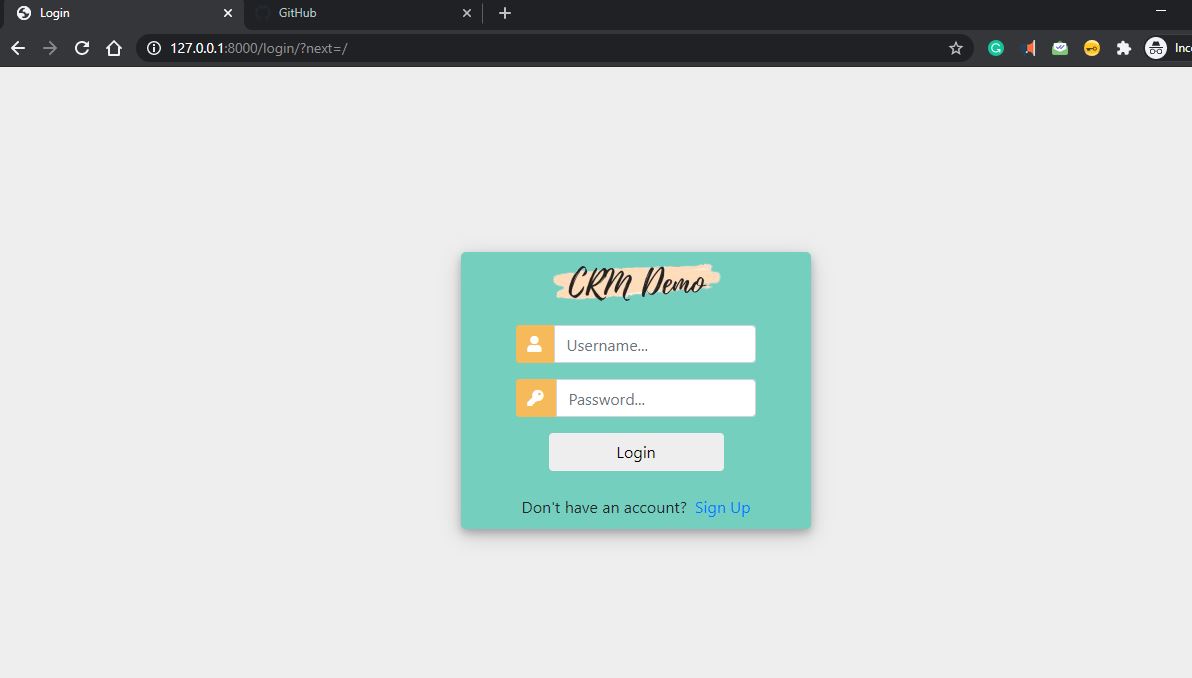 Login
GitHub
127.0.0.1:8000/login/?next=/
Inc
CRM Demo
Username...
Password...
Login
Don't have an account? Sign Up